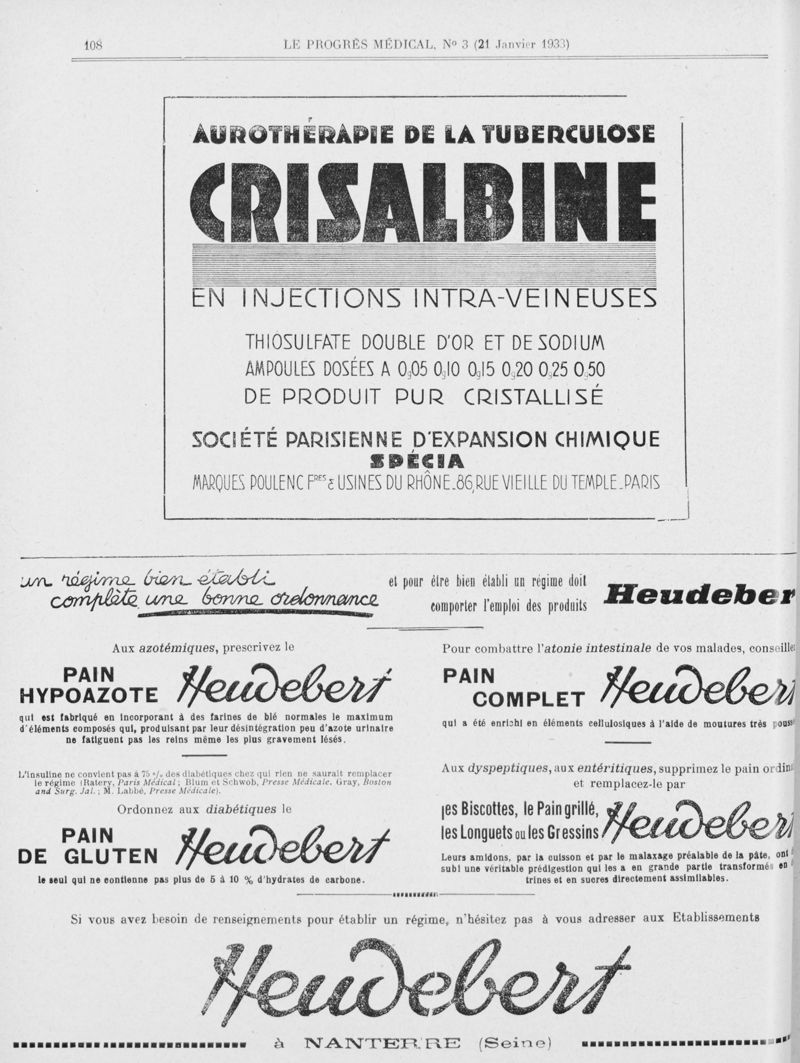 108
LE PROGRÈS MÉDICAL, No 3 (21 Janvier 1933)
AUROTHÉRAPIE DE LA TUBERCULOSE
CRISALBINE
EN INJECTIONS INTRA-VEINEUSES
THIOSULFATE DOUBLE D'OR ET DE SODIUM
AMPOULES DOSÉES A 0g05 0g10 0g15 0g20 0g25 0g50
DE PRODUIT PUR CRISTALLISÉ
SOCIÉTÉ PARISIENNE D'EXPANSION CHIMIQUE
SPÉCIA
MARQUES POULENC FRES & USINES DU RHÔNE_86, RUE VIEILLE DU TEMPLE_PARIS
un régime bien établi
complète une bonne ordonnance
et pour être bien établi un régime doit
comporter l'emploi des produits
Heudeber
Aux azotémiques, prescrivez le
PAIN
HYPOAZOTE Heudebert
qui est fabriqué en incorporant à des farines de blé normales le maximum
d'éléments composés qui, produisant par leur désintégration peu d'azote urinaire
ne fatiguent pas les reins même les plus gravement lésés.
L'insuline ne convient pas à 75 o/o des diabétiques chez qui rien ne saurait remplacer
le régime (Ratery, Paris Médical ; Blum et Schwob, Presse Médicale. Gray, Boston
and Surg. Jal. ; M. Labbé, Presse Médicale).
Ordonnez aux diabétiques le
PAIN
DE GLUTEN Heudebert
le seul qui ne contienne pas plus de 5 à 10 % d'hydrates de carbone.
Pour combattre l'atonie intestinale de vos malades, conseille
PAIN
COMPLET Heudebert
qui a été enrichi en éléments cellulosiques à l'aide de moutures très pouss
Aux dyspeptiques, aux entéritiques, supprimez le pain ordin
et remplacez-le par
les Biscottes, le Pain grillé,
les Longuets ou les Gressins Heudebert
Leurs amidons, par la cuisson et par le malaxage préalable de la pâte, ont
subi une véritable prédigestion qui les a en grande partie transformés en
trines et en sucres directement assimilables.
Si vous avez besoin de renseignements pour établir un régime, n'hésitez pas à vous adresser aux Etablissements
Heudebert
à NANTERRE (Seine)